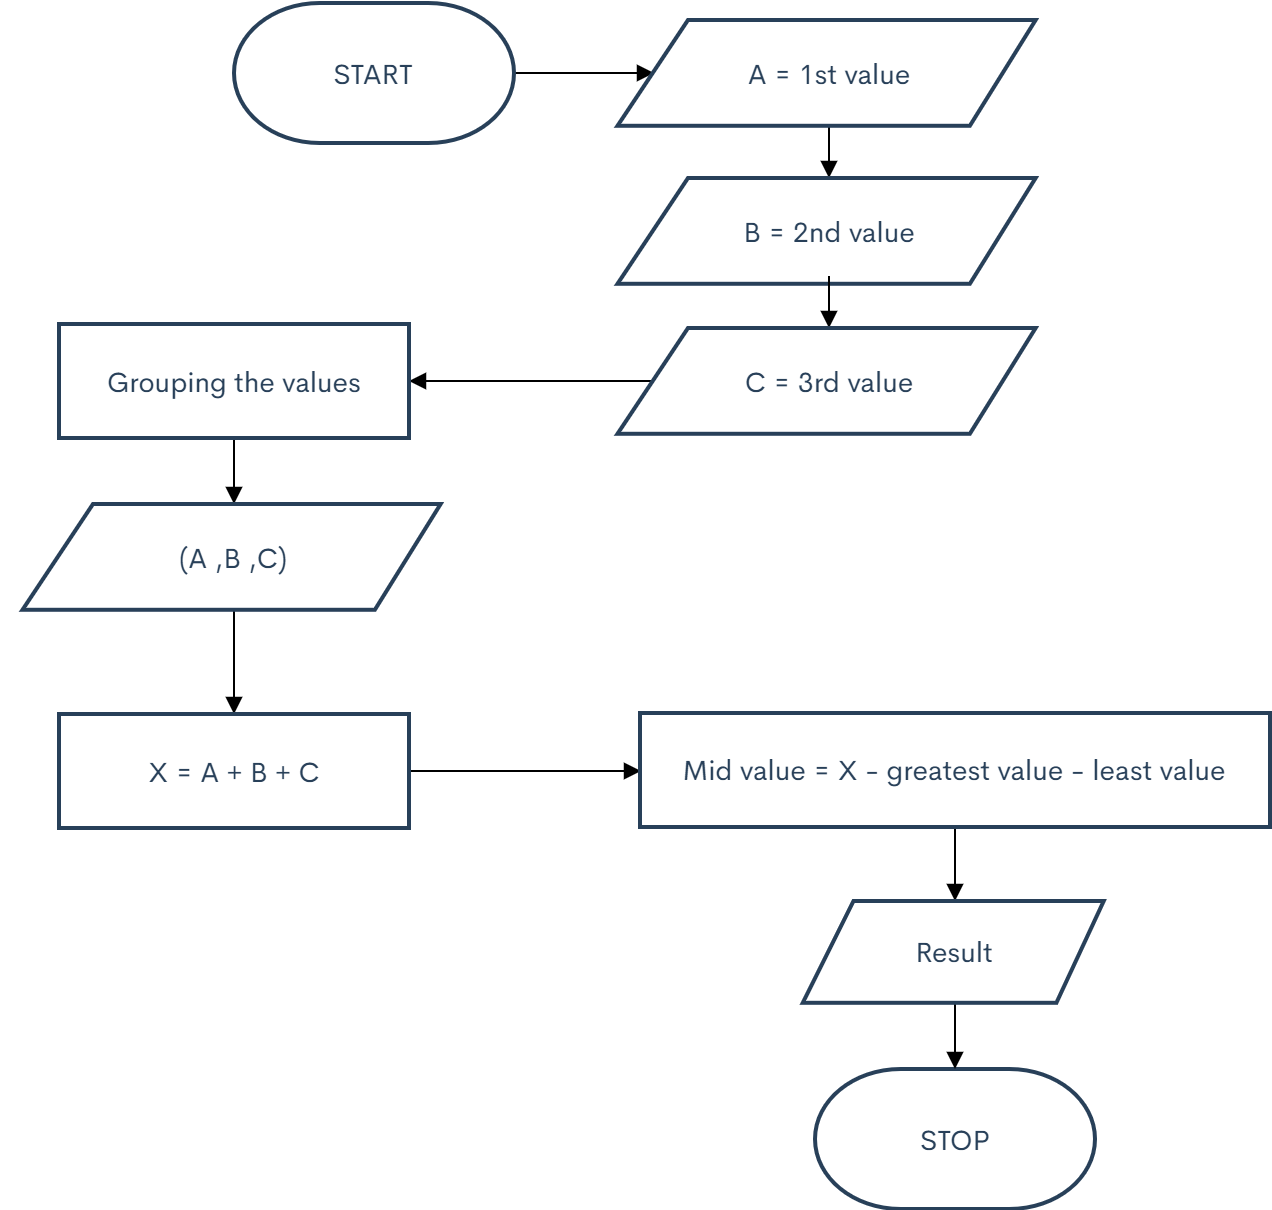 START
A = 1st value
B = 2nd value
C = 3rd value
Grouping the values
(A ,B ,C)
X = A + B + C
Mid value = X - greatest value - least value
Result
STOP